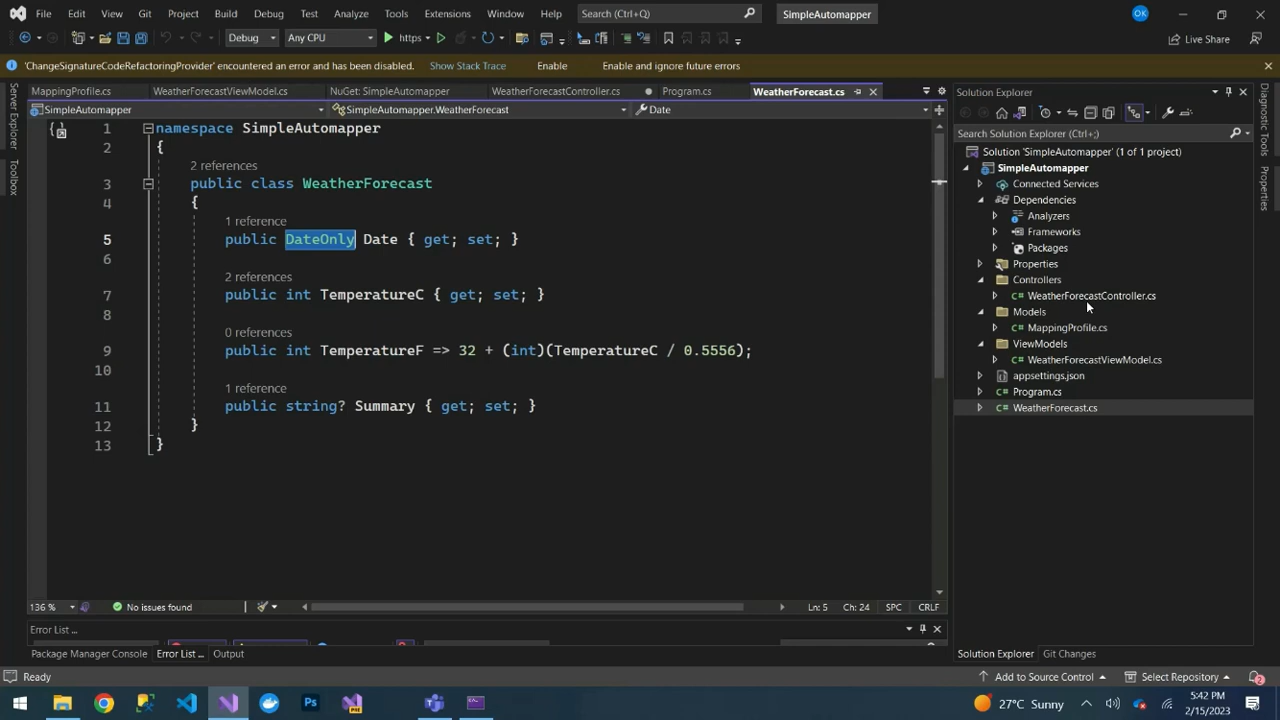 File Edit View Git Project Build Debug Test Analyze Tools Extensions Window Help Search (Ctrl+Q) SimpleAutomapper OK
Debug Any CPU https Live Share
'ChangeSignatureCodeRefactoringProvider' encountered an error and has been disabled. Show Stack Trace Enable Enable and ignore future errors
Server Explorer
Toolbox
MappingProfile.cs WeatherForecastViewModel.cs NuGet: SimpleAutomapper WeatherForecastController.cs Program.cs WeatherForecast.cs
SimpleAutomapper SimpleAutomapper.WeatherForecast Date
1 namespace SimpleAutomapper
2 {
2 references
3 public class WeatherForecast
4 {
1 reference
5 public DateOnly Date { get; set; }
6
2 references
7 public int TemperatureC { get; set; }
8
0 references
9 public int TemperatureF => 32 + (int)(TemperatureC / 0.5556);
10
1 reference
11 public string? Summary { get; set; }
12 }
13 }
136 % No issues found Ln: 5 Ch: 24 SPC CRLF
Error List ...
Package Manager Console Error List ... Output
Solution Explorer
Search Solution Explorer (Ctrl+;)
Solution 'SimpleAutomapper' (1 of 1 project)
SimpleAutomapper
Connected Services
Dependencies
Analyzers
Frameworks
Packages
Properties
Controllers
C# WeatherForecastController.cs
Models
C# MappingProfile.cs
ViewModels
C# WeatherForecastViewModel.cs
appsettings.json
C# Program.cs
C# WeatherForecast.cs
Solution Explorer Git Changes
Diagnostic Tools
Properties
Ready Add to Source Control Select Repository 2
Ps 27°C Sunny 5:42 PM
2/15/2023